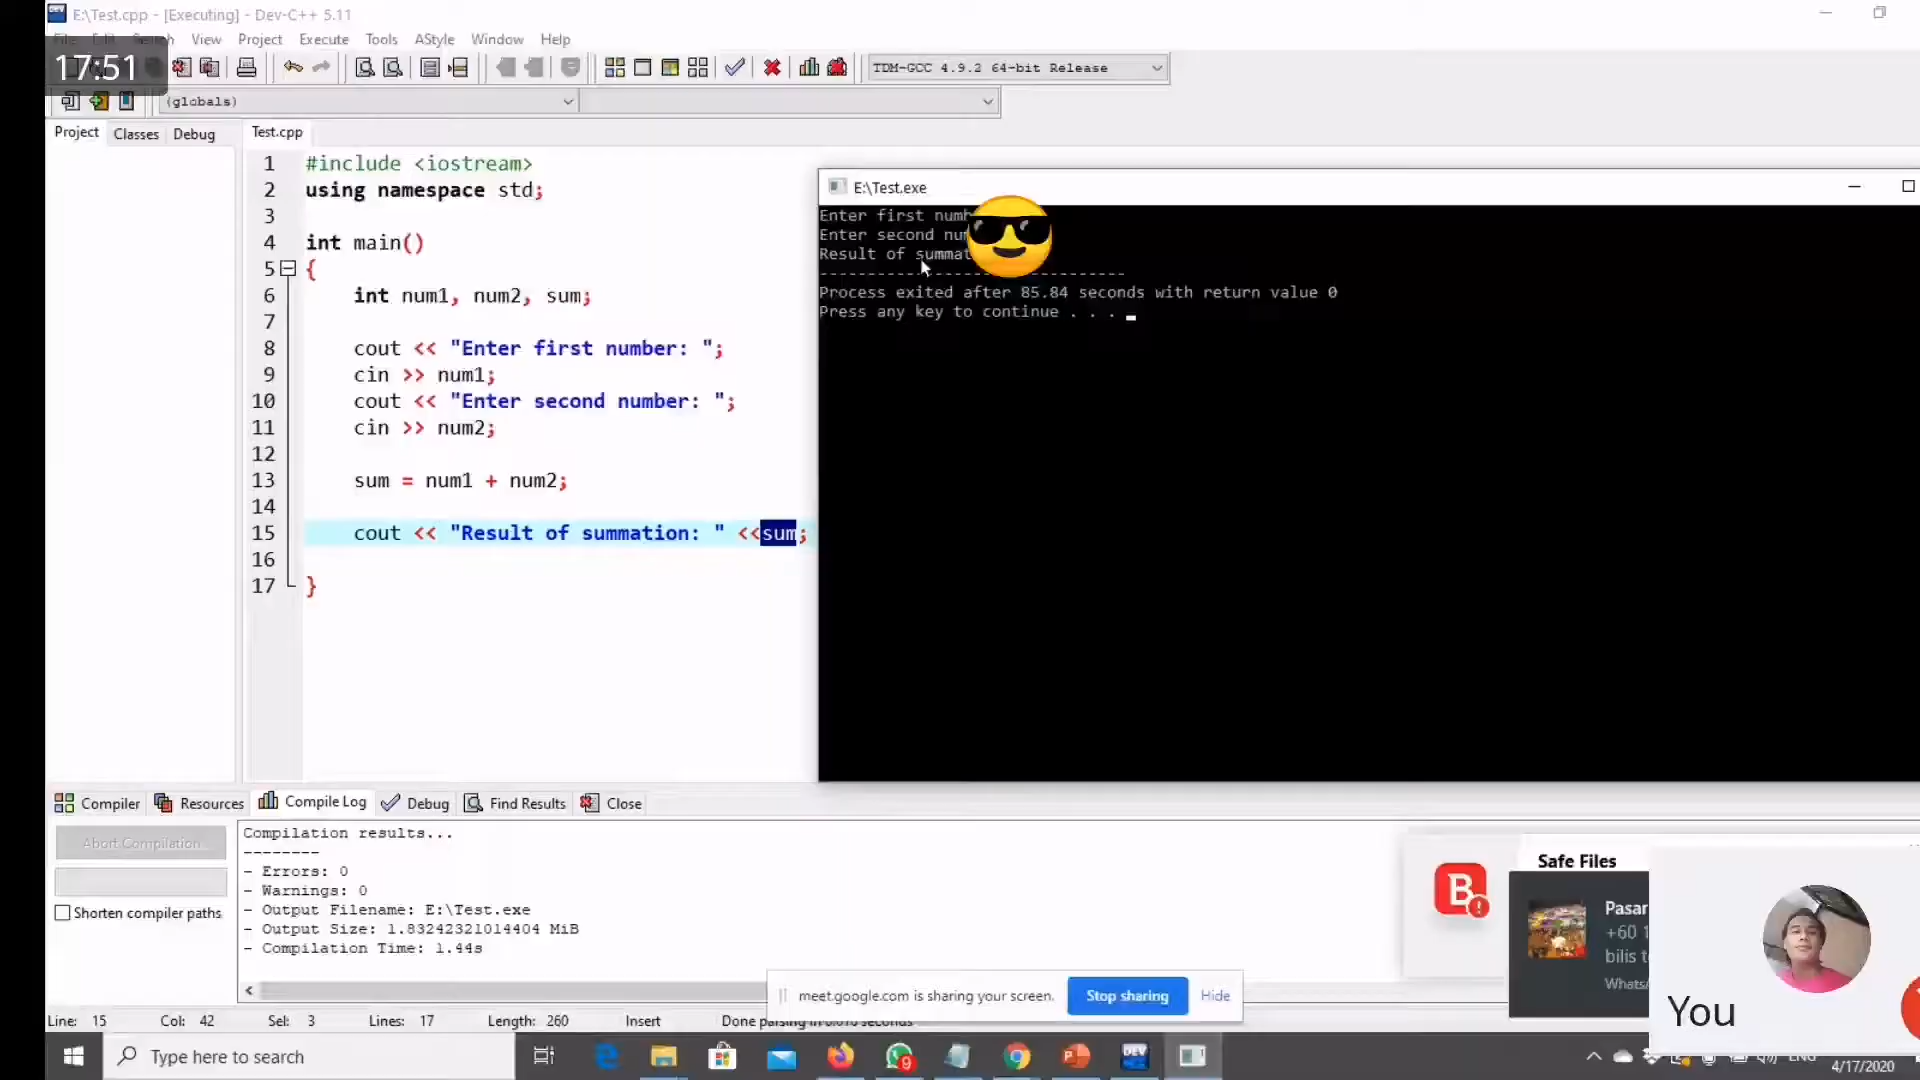 E:\Test.cpp - [Executing] - Dev-C++ 5.11
View Project Execute Tools AStyle Window Help
17:51
TDM-GCC 4.9.2 64-bit Release
(globals)
Project Classes Debug
Test.cpp
1 #include <iostream>
2 using namespace std;
3
4 int main()
5 {
6 int num1, num2, sum;
7
8 cout << "Enter first number: ";
9 cin >> num1;
10 cout << "Enter second number: ";
11 cin >> num2;
12
13 sum = num1 + num2;
14
15 cout << "Result of summation: " <<sum;
16
17 }
E:\Test.exe
Enter first
Enter second
Result of
--------------------------------
Process exited after 85.84 seconds with return value 0
Press any key to continue . . .
Compiler Resources Compile Log Debug Find Results Close
Abort Compilation
Shorten compiler paths
Compilation results...
--------
- Errors: 0
- Warnings: 0
- Output Filename: E:\Test.exe
- Output Size: 1.83242321014404 MiB
- Compilation Time: 1.44s
B
Safe Files
Pasar
+60 1
bilis
You
meet.google.com is sharing your screen. Stop sharing Hide
Line: 15 Col: 42 Sel: 3 Lines: 17 Length: 260 Insert Done parsing in seconds
Type here to search
9
DEV
ENG
4/17/2020